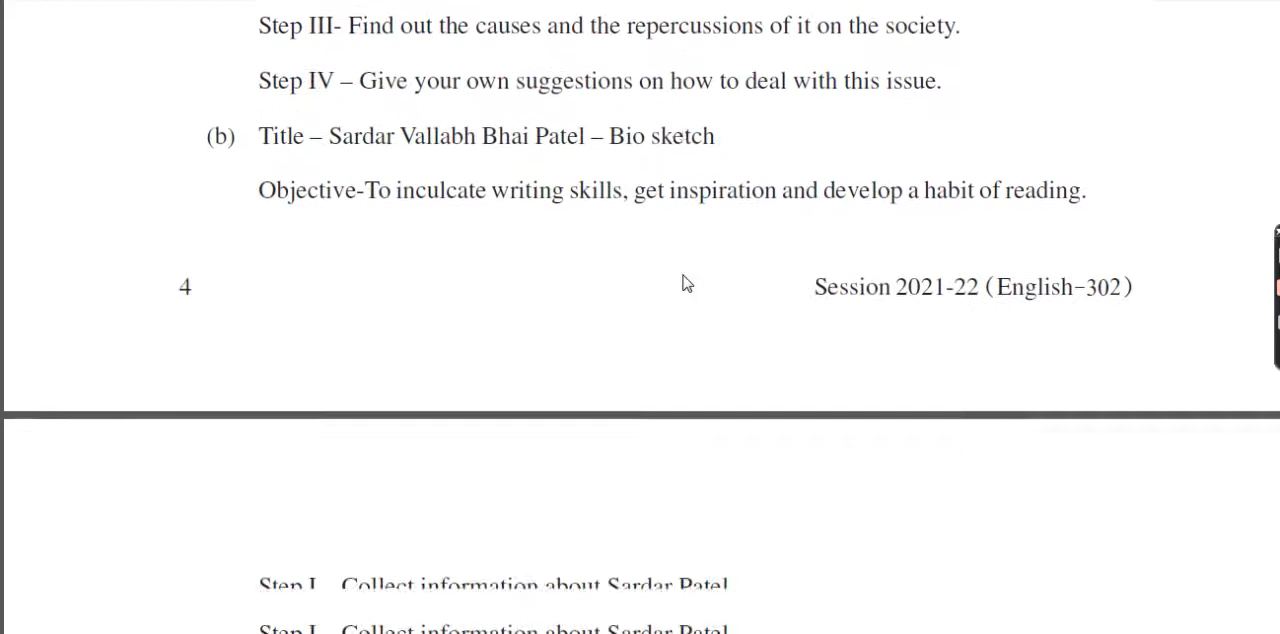 Step III- Find out the causes and the repercussions of it on the society.
Step IV – Give your own suggestions on how to deal with this issue.
(b) Title – Sardar Vallabh Bhai Patel – Bio sketch
Objective-To inculcate writing skills, get inspiration and develop a habit of reading.
4 Session 2021-22 (English-302)
Step I Collect information about Sardar Patel
Step I Collect information about Sardar Patel